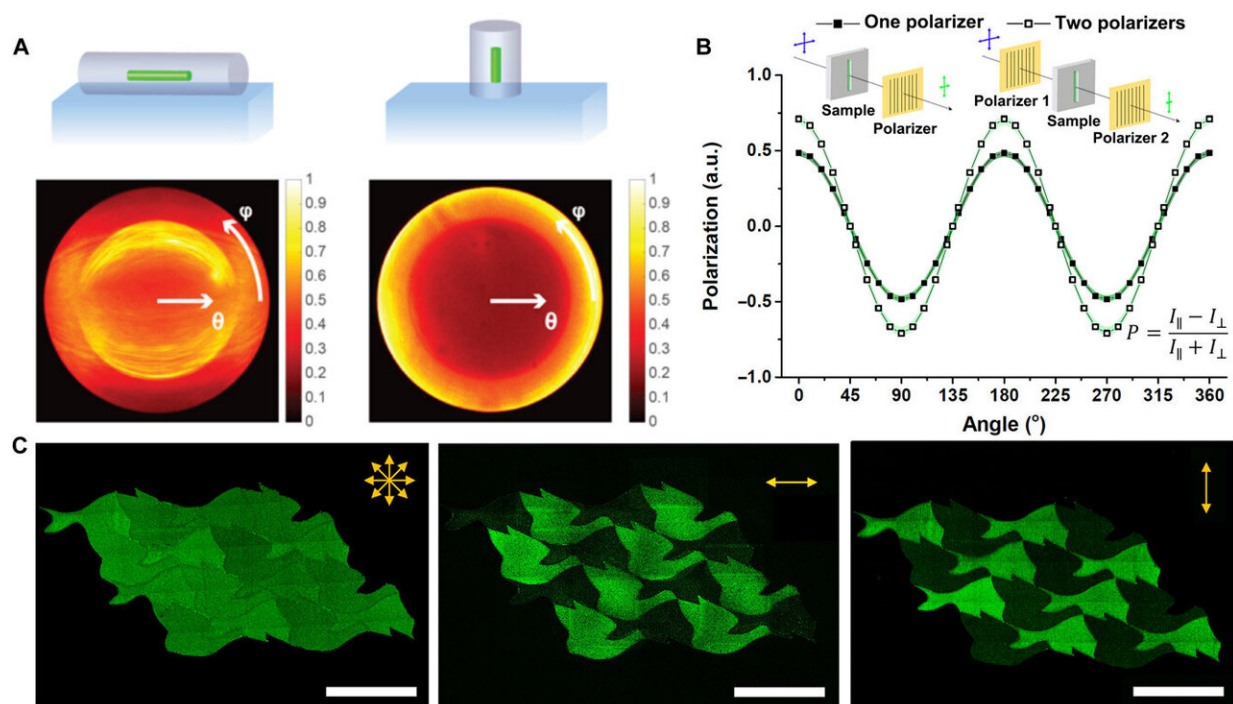 A
1
0.9
0.8
0.7
0.6
0.5
0.4
0.3
0.2
0.1
0
φ
θ
1
0.9
0.8
0.7
0.6
0.5
0.4
0.3
0.2
0.1
0
φ
θ
B
One polarizer
Two polarizers
Sample
Polarizer
Polarizer 1
Sample
Polarizer 2
Polarization (a.u.)
1.0
0.5
0.0
−0.5
−1.0
P = (I∥ − I⊥) / (I∥ + I⊥)
0 45 90 135 180 225 270 315 360
Angle (°)
C